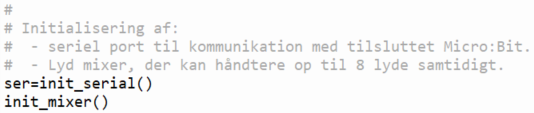 #
# Initialisering af:
#  - seriel port til kommunikation med tilsluttet Micro:Bit.
#  - Lyd mixer, der kan håndtere op til 8 lyde samtidigt.
ser=init_serial()
init_mixer()